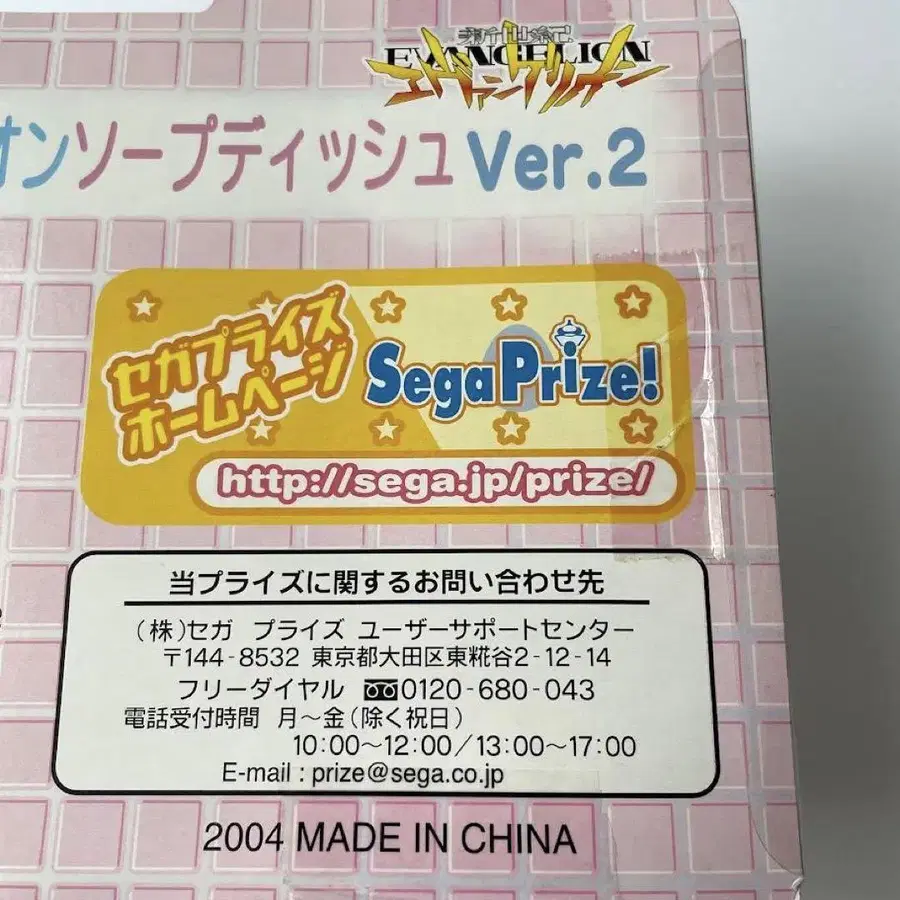 新世紀
EVANGELION
エヴァンゲリオン
オンソープディッシュ Ver.2
セガプライズ
ホームページ
SegaPrize!
http://sega.jp/prize/
当プライズに関するお問い合わせ先
(株)セガ プライズ ユーザーサポートセンター
〒144-8532 東京都大田区東糀谷2-12-14
フリーダイヤル 0120-680-043
電話受付時間 月〜金(除く祝日)
10:00〜12:00/13:00〜17:00
E-mail : prize@sega.co.jp
2004 MADE IN CHINA